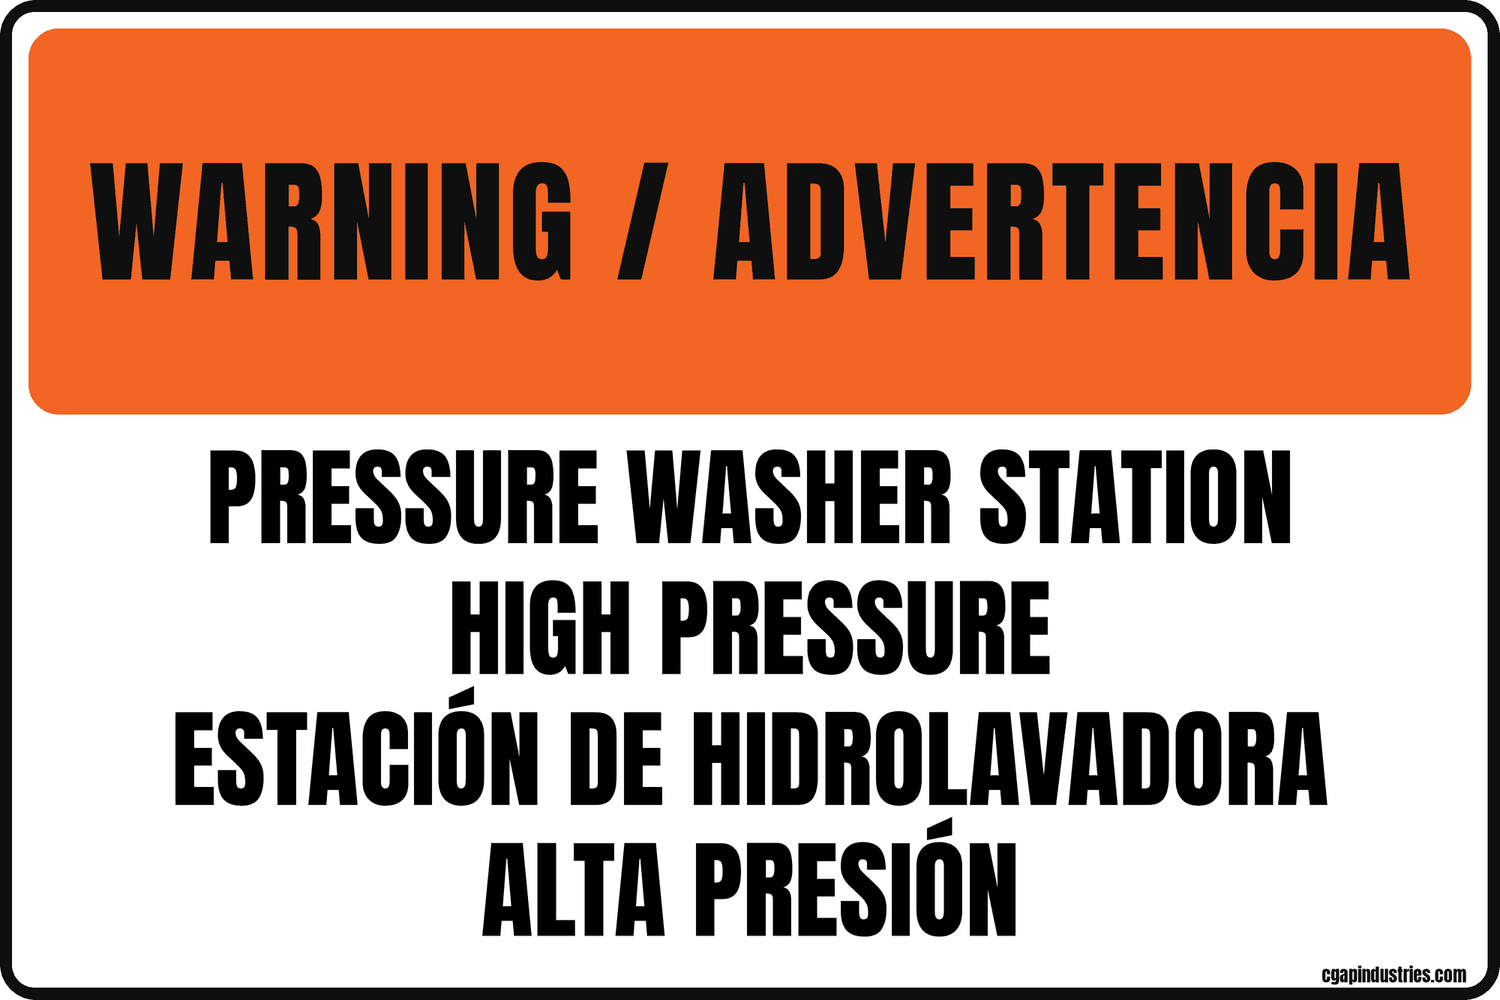 WARNING / ADVERTENCIA
PRESSURE WASHER STATION
HIGH PRESSURE
ESTACIÓN DE HIDROLAVADORA
ALTA PRESIÓN
cgapindustries.com